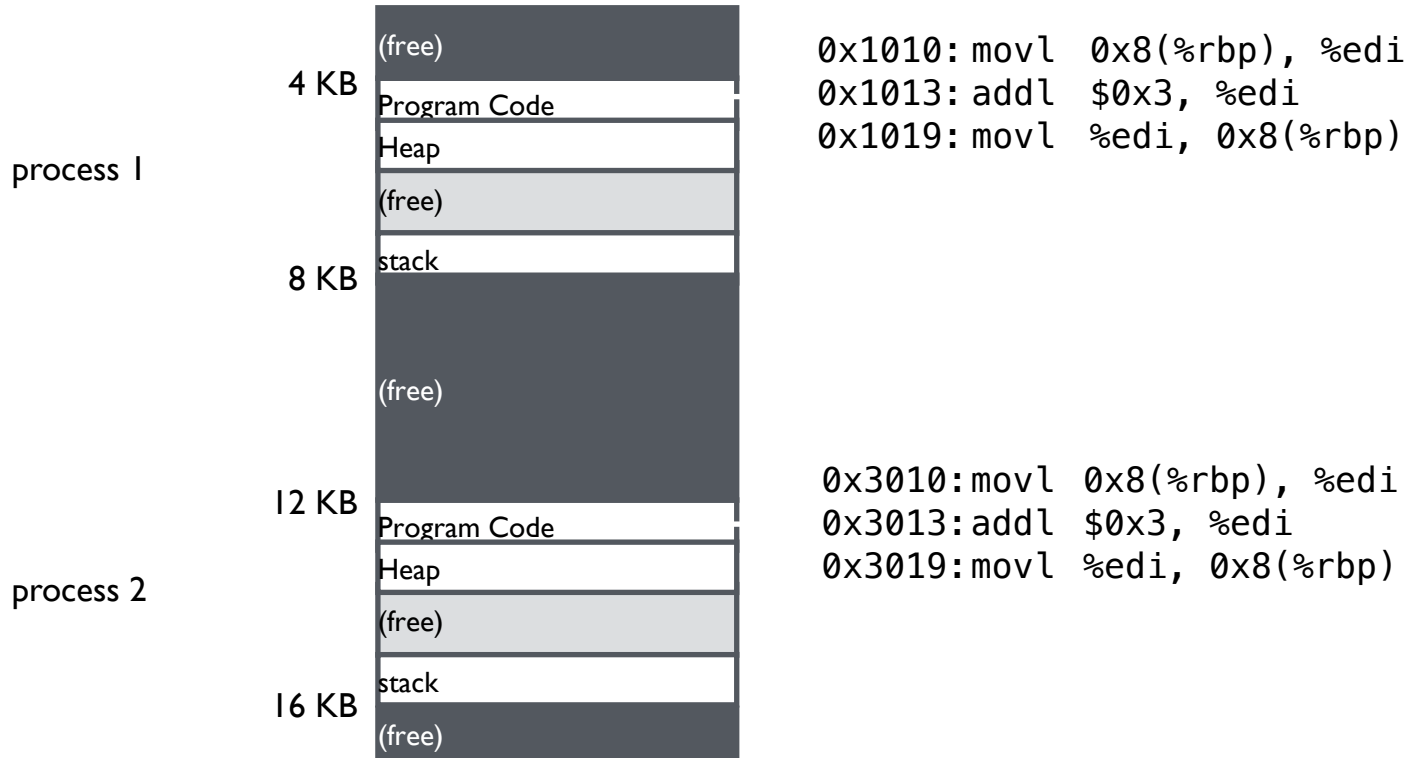 (free)
4 KB
Program Code
Heap
process 1
(free)
stack
8 KB
(free)
12 KB
Program Code
Heap
process 2
(free)
stack
16 KB
(free)
0x1010: movl 0x8(%rbp), %edi
0x1013: addl $0x3, %edi
0x1019: movl %edi, 0x8(%rbp)
0x3010: movl 0x8(%rbp), %edi
0x3013: addl $0x3, %edi
0x3019: movl %edi, 0x8(%rbp)